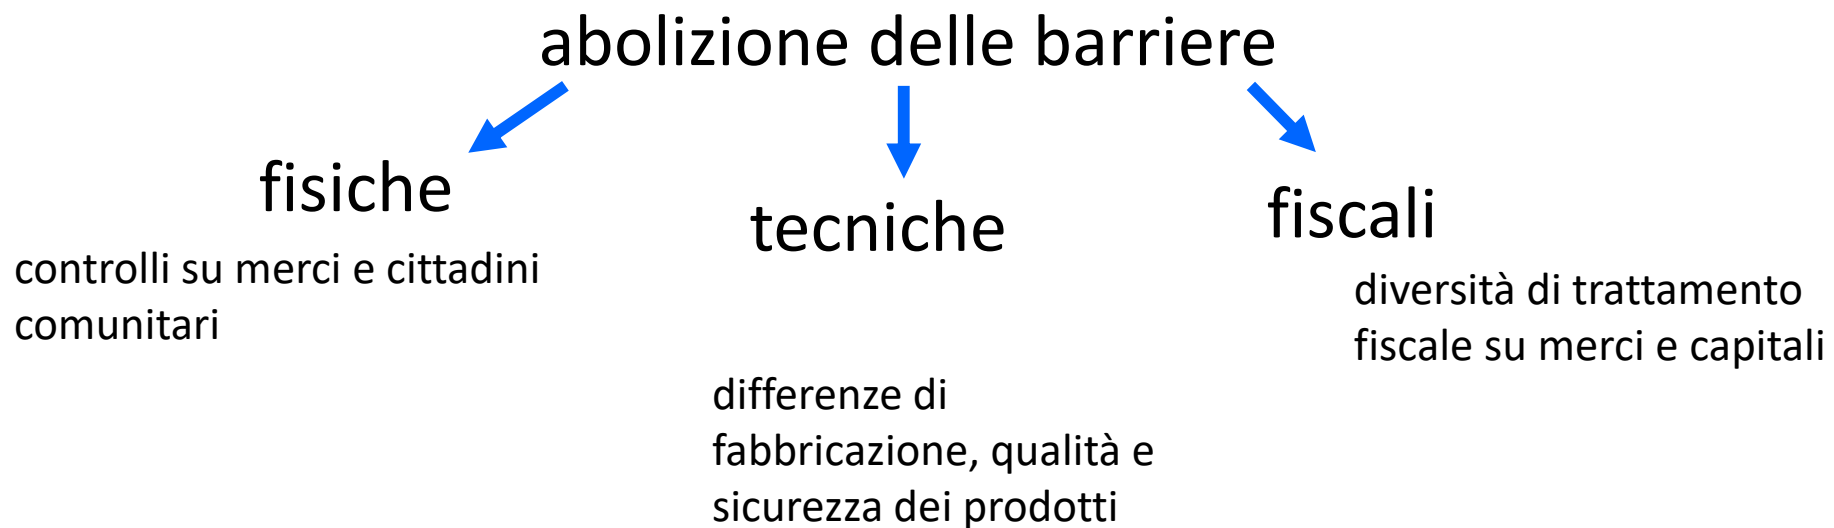 abolizione delle barriere
fisiche
controlli su merci e cittadini
comunitari
tecniche
differenze di
fabbricazione, qualità e
sicurezza dei prodotti
fiscali
diversità di trattamento
fiscale su merci e capitali